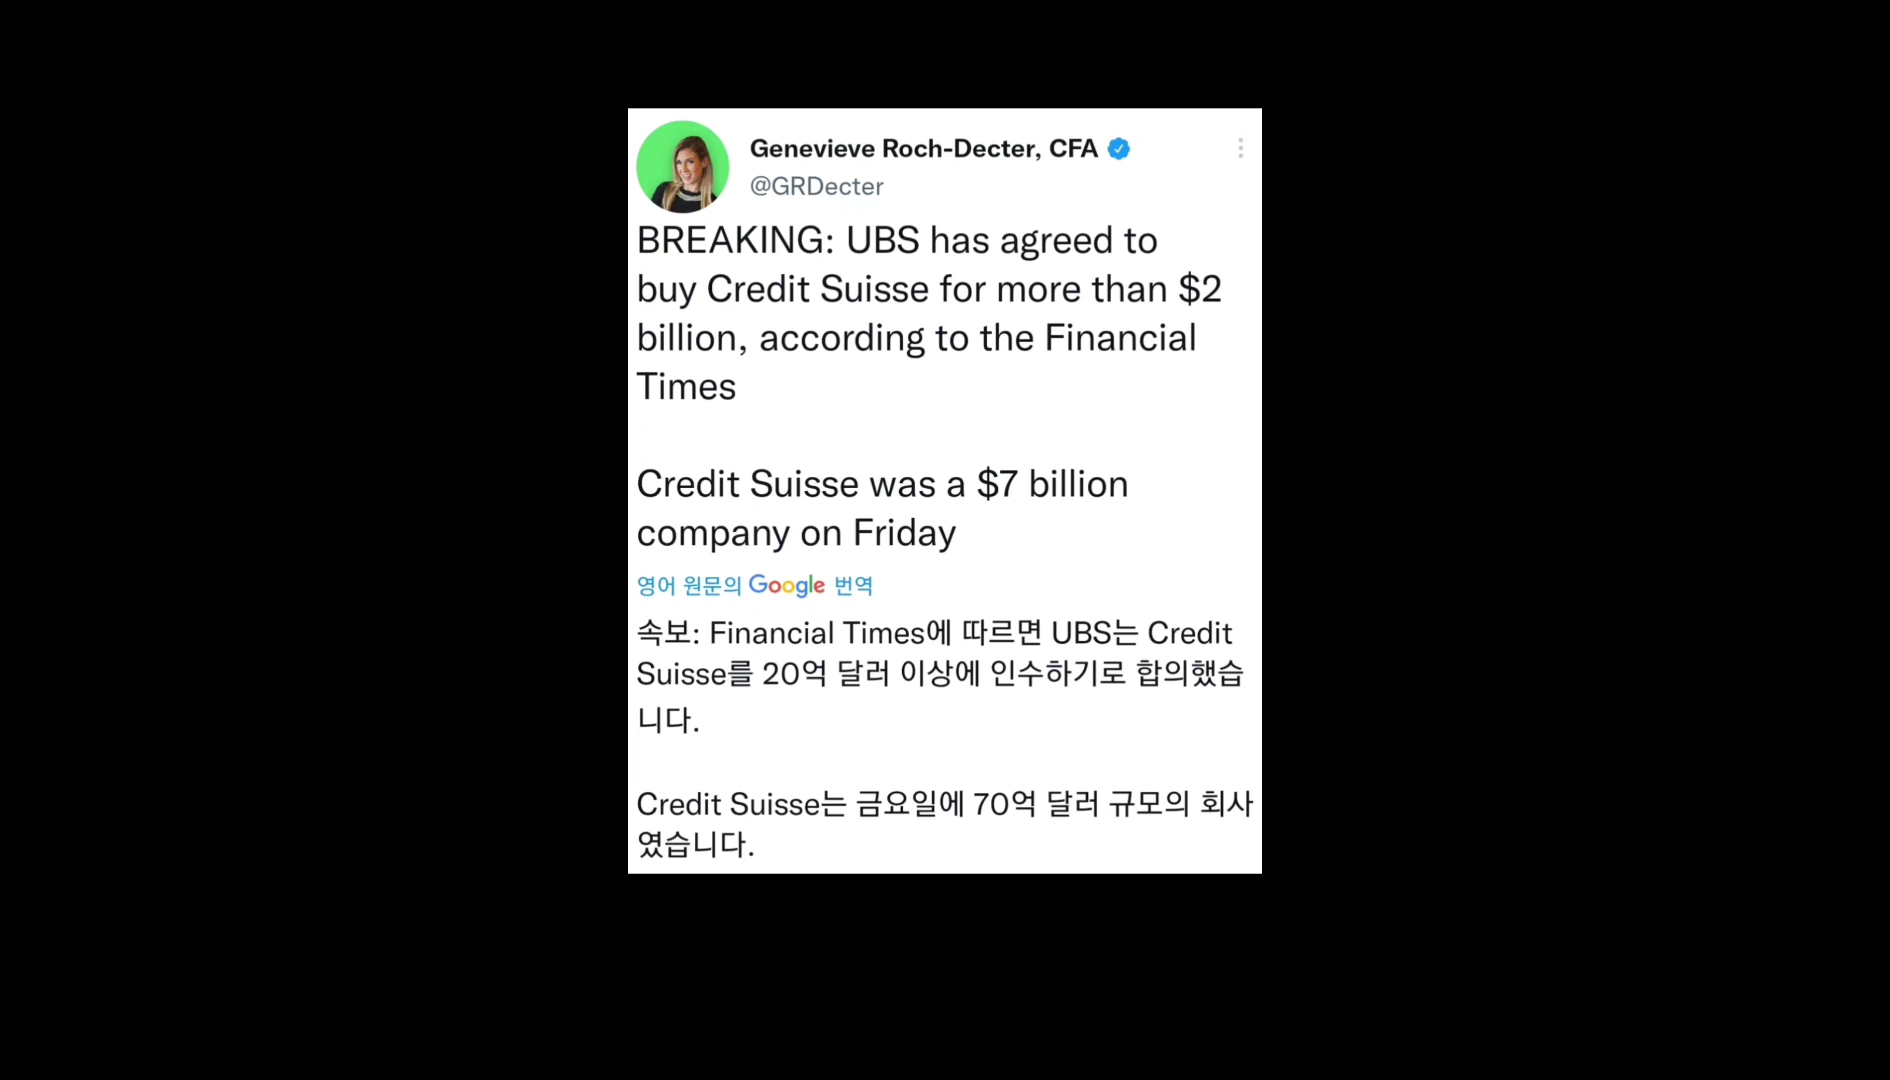 Genevieve Roch-Decter, CFA
@GRDecter
BREAKING: UBS has agreed to
buy Credit Suisse for more than $2
billion, according to the Financial
Times
Credit Suisse was a $7 billion
company on Friday
영어 원문의 Google 번역
속보: Financial Times에 따르면 UBS는 Credit
Suisse를 20억 달러 이상에 인수하기로 합의했습
니다.
Credit Suisse는 금요일에 70억 달러 규모의 회사
였습니다.